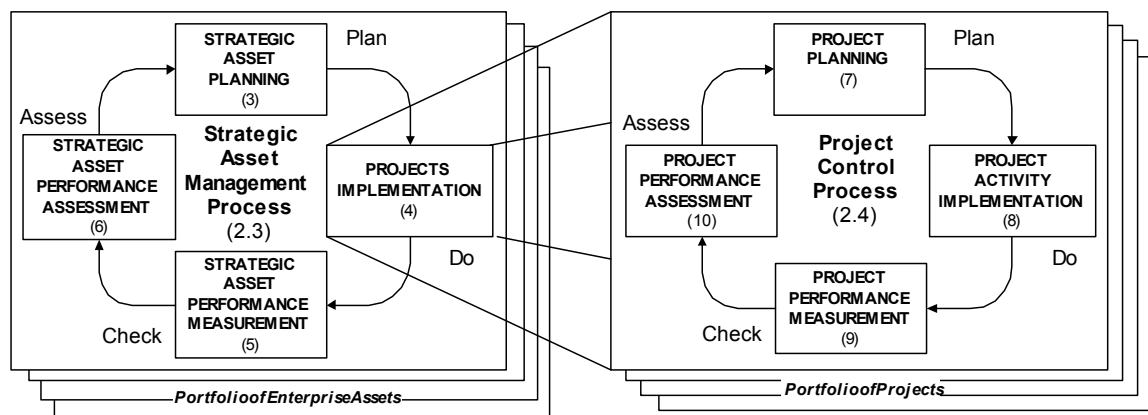 STRATEGIC
ASSET
PLANNING
(3)
Plan
Assess
STRATEGIC
ASSET
PERFORMANCE
ASSESSMENT
(6)
Strategic
Asset
Management
Process
(2.3)
PROJECTS
IMPLEMENTATION
(4)
Do
STRATEGIC
ASSET
PERFORMANCE
MEASUREMENT
(5)
Check
PortfolioofEnterpriseAssets
PROJECT
PLANNING
(7)
Plan
Assess
PROJECT
PERFORMANCE
ASSESSMENT
(10)
Project
Control
Process
(2.4)
PROJECT
ACTIVITY
IMPLEMENTATION
(8)
Do
PROJECT
PERFORMANCE
MEASUREMENT
(9)
Check
PortfolioofProjects